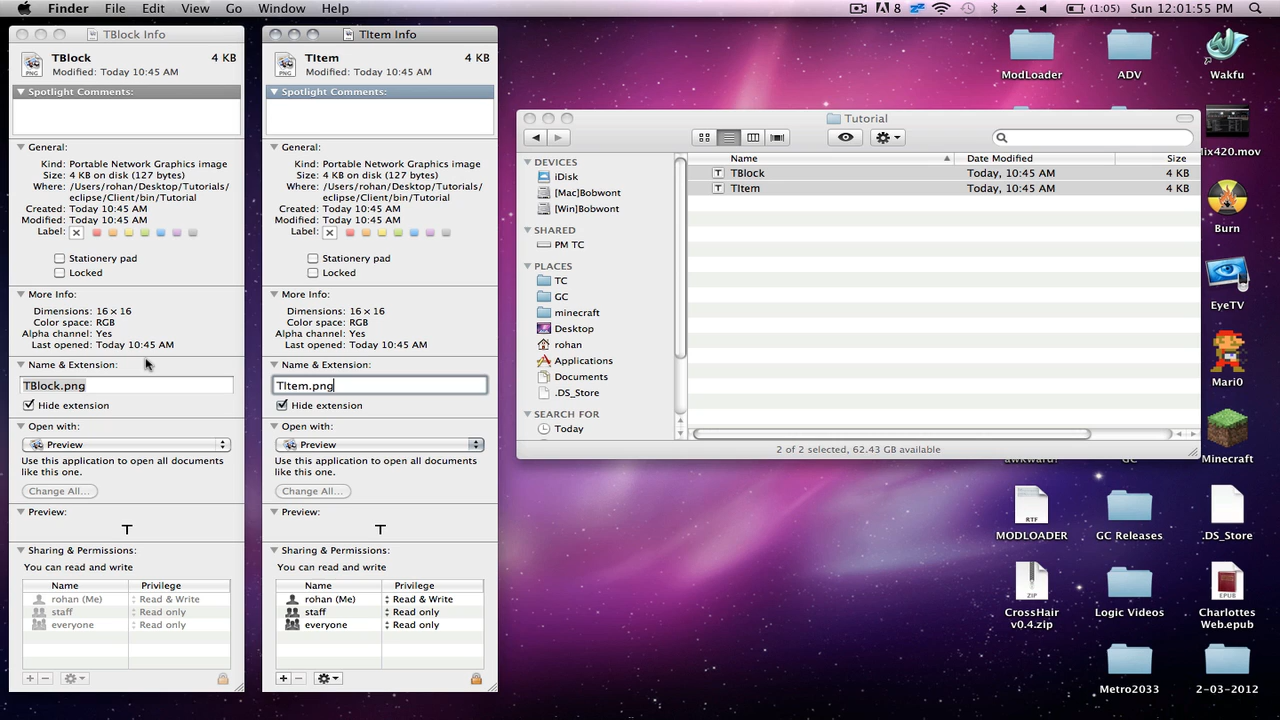 Finder File Edit View Go Window Help
8 (1:05) Sun 12:01:55 PM
TBlock Info
TBlock 4 KB
Modified: Today 10:45 AM
Spotlight Comments:
General:
Kind: Portable Network Graphics image
Size: 4 KB on disk (127 bytes)
Where: /Users/rohan/Desktop/Tutorials/
eclipse/Client/bin/Tutorial
Created: Today 10:45 AM
Modified: Today 10:45 AM
Label:
Stationery pad
Locked
More Info:
Dimensions: 16 × 16
Color space: RGB
Alpha channel: Yes
Last opened: Today 10:45 AM
Name & Extension:
TBlock.png
Hide extension
Open with:
Preview
Use this application to open all documents
like this one.
Change All...
Preview:
T
Sharing & Permissions:
You can read and write
Name Privilege
rohan (Me) Read & Write
staff Read only
everyone Read only
TItem Info
TItem 4 KB
Modified: Today 10:45 AM
Spotlight Comments:
General:
Kind: Portable Network Graphics image
Size: 4 KB on disk (127 bytes)
Where: /Users/rohan/Desktop/Tutorials/
eclipse/Client/bin/Tutorial
Created: Today 10:45 AM
Modified: Today 10:45 AM
Label:
Stationery pad
Locked
More Info:
Dimensions: 16 × 16
Color space: RGB
Alpha channel: Yes
Last opened: Today 10:45 AM
Name & Extension:
TItem.png
Hide extension
Open with:
Preview
Use this application to open all documents
like this one.
Change All...
Preview:
T
Sharing & Permissions:
You can read and write
Name Privilege
rohan (Me) Read & Write
staff Read only
everyone Read only
Tutorial
DEVICES
iDisk
[Mac]Bobwont
[Win]Bobwont
SHARED
PM TC
PLACES
TC
GC
minecraft
Desktop
rohan
Applications
Documents
.DS_Store
SEARCH FOR
Today
Name Date Modified Size
TBlock Today, 10:45 AM 4 KB
TItem Today, 10:45 AM 4 KB
2 of 2 selected, 62.43 GB available
ModLoader ADV Wakfu
Burn
EyeTV
Mari0
GC Minecraft
RTF
MODLOADER GC Releases .DS_Store
ZIP
EPUB
CrossHair
v0.4.zip
Logic Videos
Charlottes
Web.epub
Metro2033 2-03-2012